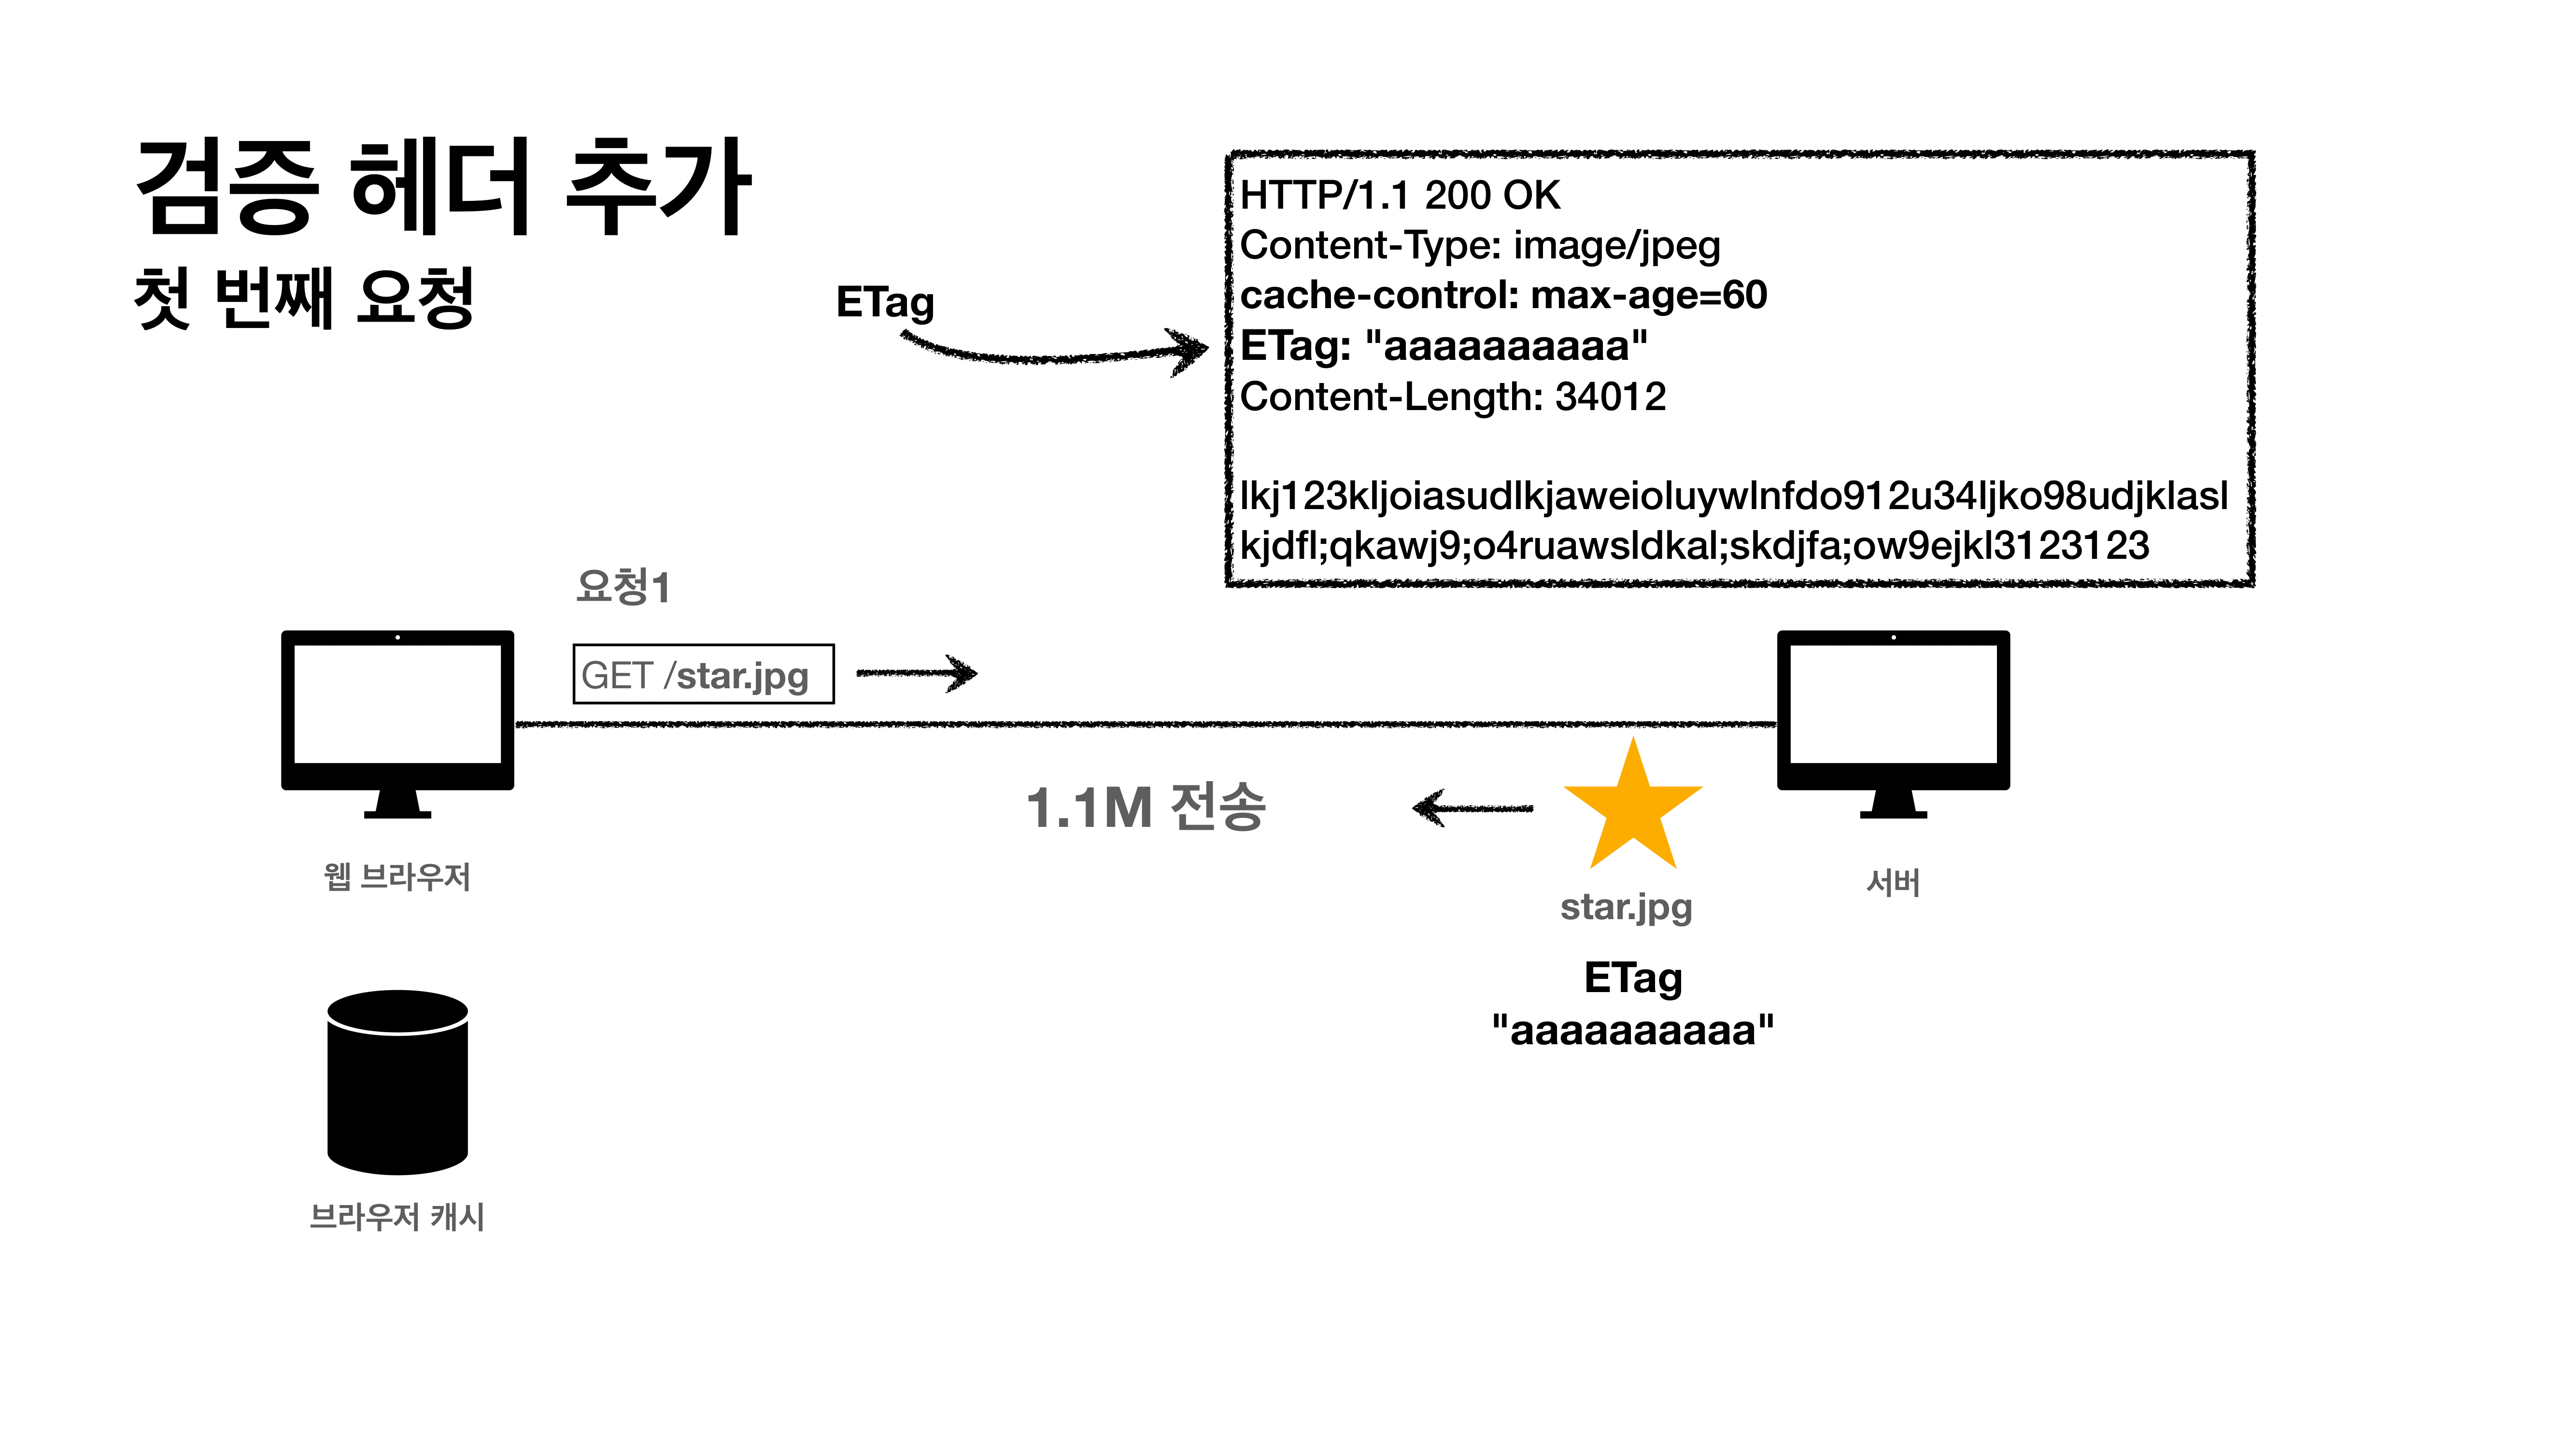 검증 헤더 추가
첫 번째 요청
ETag
HTTP/1.1 200 OK
Content-Type: image/jpeg
cache-control: max-age=60
ETag: "aaaaaaaaaa"
Content-Length: 34012
lkj123kljoiasudlkjaweioluywlnfdo912u34ljko98udjklasl
kjdfl;qkawj9;o4ruawsldkal;skdjfa;ow9ejkl3123123
요청1
GET /star.jpg
1.1M 전송
웹 브라우저
서버
star.jpg
ETag
"aaaaaaaaaa"
브라우저 캐시